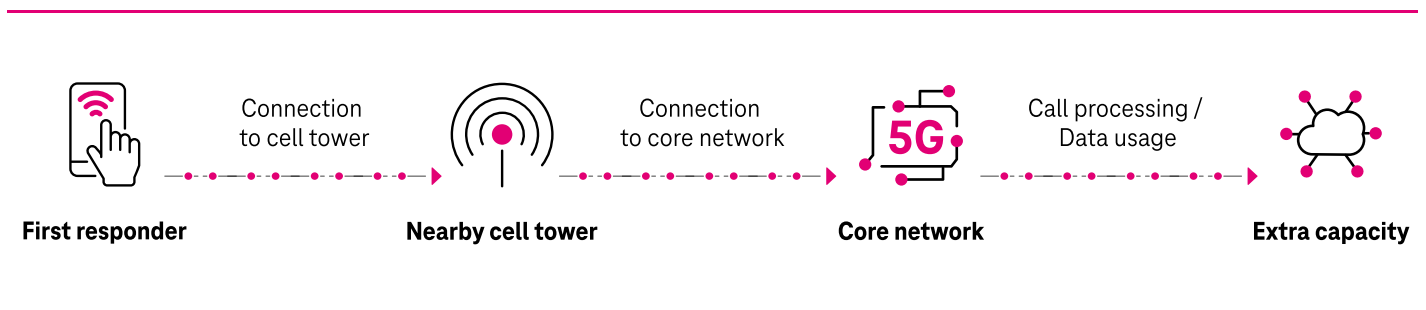 Connection
to cell tower
Connection
to core network
Call processing /
Data usage
5G
First responder
Nearby cell tower
Core network
Extra capacity